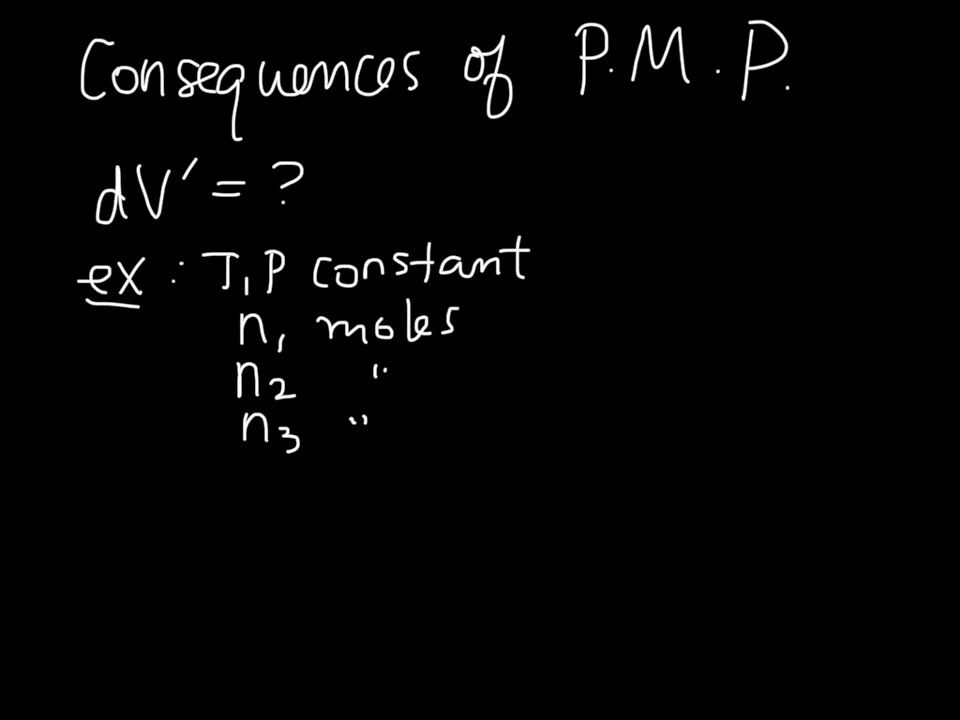 Consequences of P.M.P.
dV' = ?
ex : T, P constant
n₁ moles
n₂ "
n₃ "